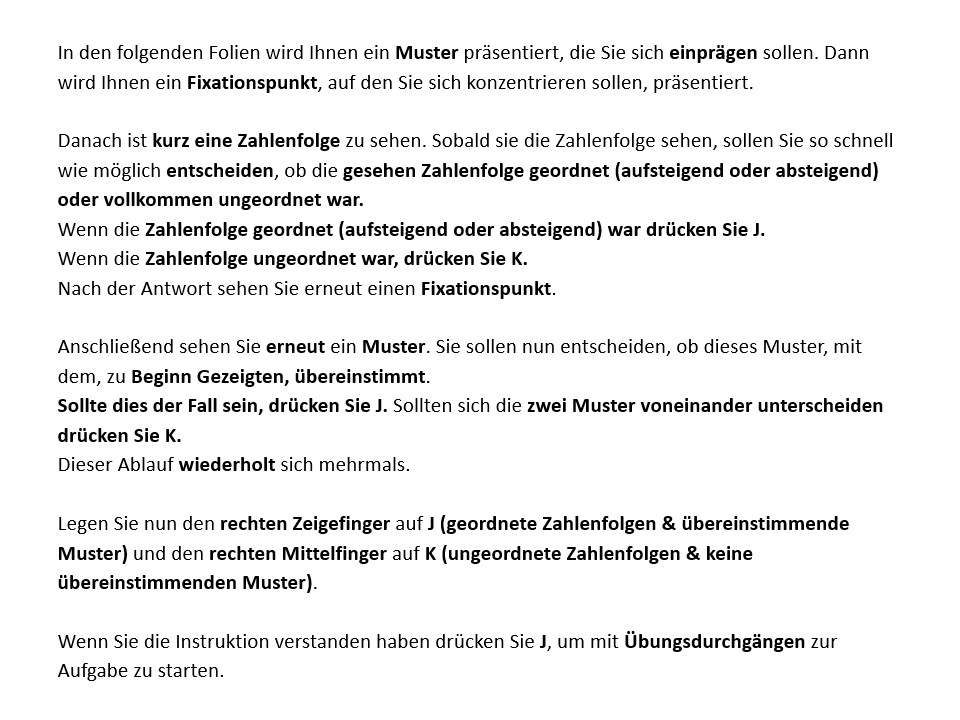 In den folgenden Folien wird Ihnen ein Muster präsentiert, die Sie sich einprägen sollen. Dann
wird Ihnen ein Fixationspunkt, auf den Sie sich konzentrieren sollen, präsentiert.
Danach ist kurz eine Zahlenfolge zu sehen. Sobald sie die Zahlenfolge sehen, sollen Sie so schnell
wie möglich entscheiden, ob die gesehen Zahlenfolge geordnet (aufsteigend oder absteigend)
oder vollkommen ungeordnet war.
Wenn die Zahlenfolge geordnet (aufsteigend oder absteigend) war drücken Sie J.
Wenn die Zahlenfolge ungeordnet war, drücken Sie K.
Nach der Antwort sehen Sie erneut einen Fixationspunkt.
Anschließend sehen Sie erneut ein Muster. Sie sollen nun entscheiden, ob dieses Muster, mit
dem, zu Beginn Gezeigten, übereinstimmt.
Sollte dies der Fall sein, drücken Sie J. Sollten sich die zwei Muster voneinander unterscheiden
drücken Sie K.
Dieser Ablauf wiederholt sich mehrmals.
Legen Sie nun den rechten Zeigefinger auf J (geordnete Zahlenfolgen & übereinstimmende
Muster) und den rechten Mittelfinger auf K (ungeordnete Zahlenfolgen & keine
übereinstimmenden Muster).
Wenn Sie die Instruktion verstanden haben drücken Sie J, um mit Übungsdurchgängen zur
Aufgabe zu starten.